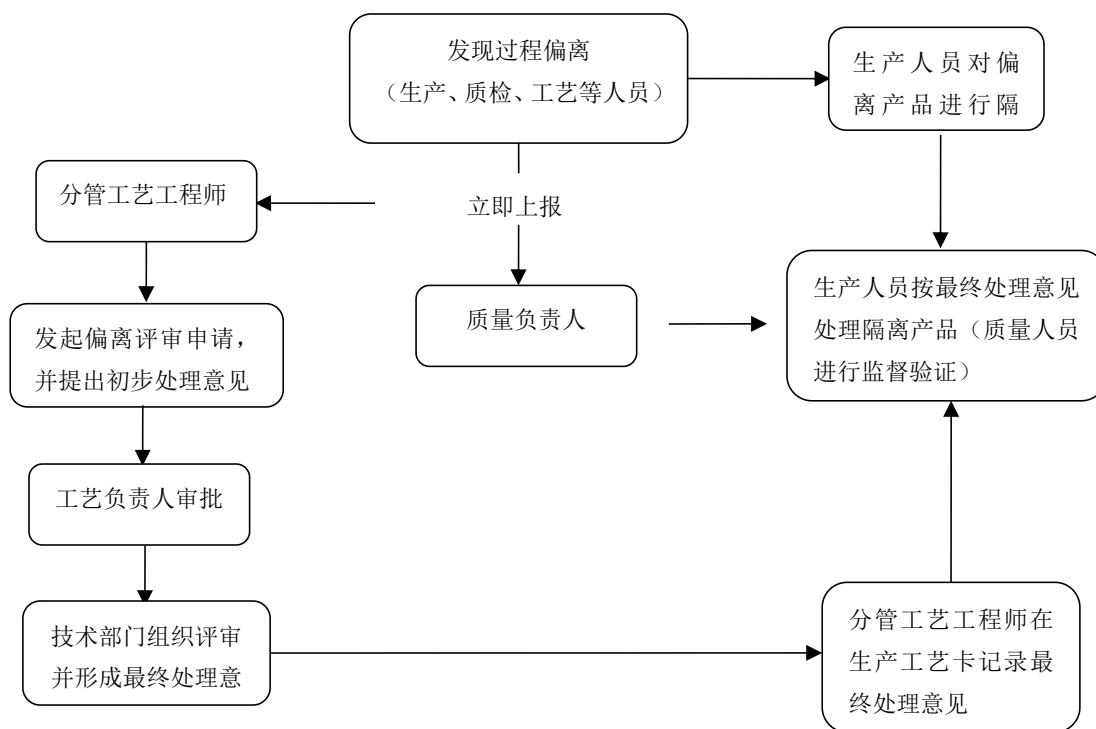 发现过程偏离
（生产、质检、工艺等人员）
生产人员对偏
离产品进行隔
分管工艺工程师
立即上报
生产人员按最终处理意见
处理隔离产品（质量人员
进行监督验证）
质量负责人
发起偏离评审申请，
并提出初步处理意见
工艺负责人审批
技术部门组织评审
并形成最终处理意
分管工艺工程师在
生产工艺卡记录最
终处理意见